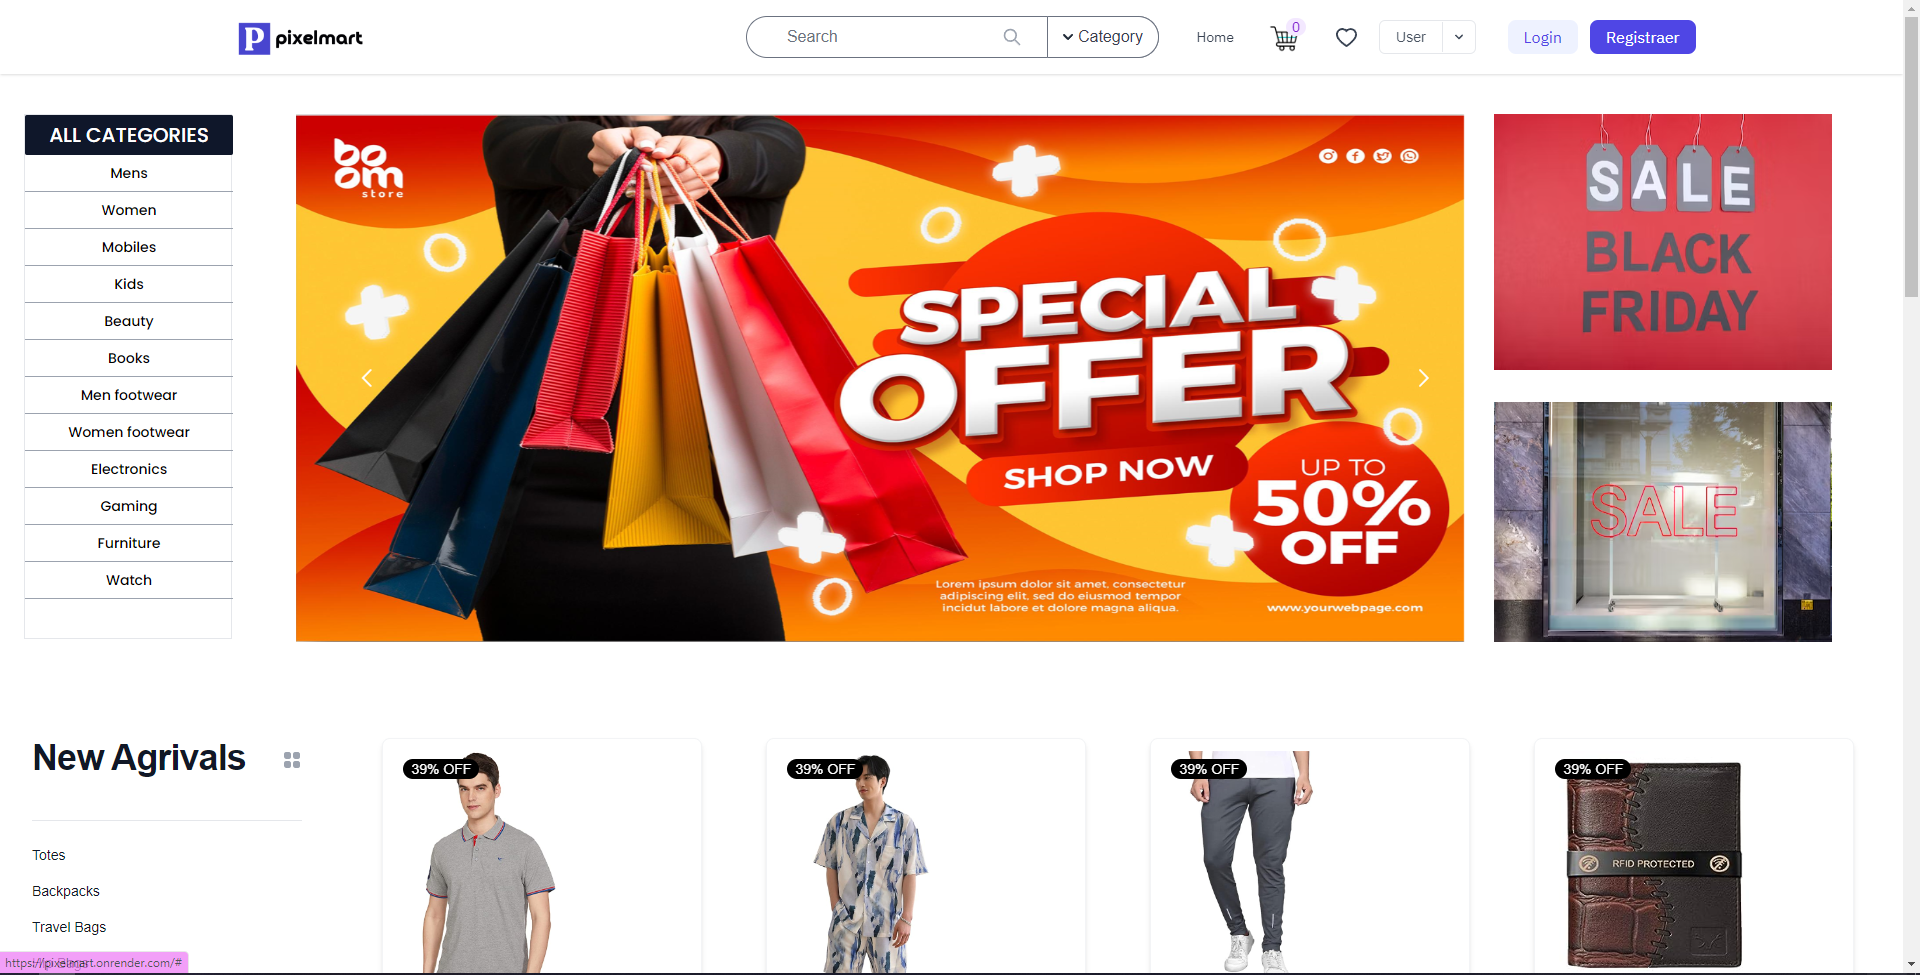 P pixelmart
Search
Category
Home
0
User
Login
Registraer
ALL CATEGORIES
Mens
Women
Mobiles
Kids
Beauty
Books
Men footwear
Women footwear
Electronics
Gaming
Furniture
Watch
boom
store
SPECIAL
OFFER
SHOP NOW
UP TO
50%
OFF
Lorem ipsum dolor sit amet, consectetur
adipiscing elit, sed do eiusmod tempor
incidut labore et dolore magna aliqua.
www.yourwebpage.com
SALE
BLACK
FRIDAY
SALE
New Agrivals
Totes
Backpacks
Travel Bags
39% OFF
39% OFF
39% OFF
39% OFF
RFID PROTECTED
https://pixelmart.onrender.com/#